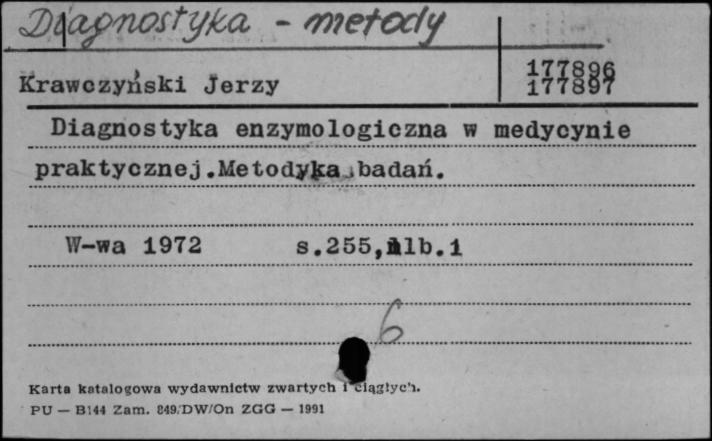 Diagnostyka - metody
Krawczyński Jerzy
177896
177897
Diagnostyka enzymologiczna w medycynie
praktycznej.Metodyka badań.
W-wa 1972 s.255,nlb.1
6
Karta katalogowa wydawnictw zwartych i ciągłych.
PU — B144 Zam. 849/DW/On ZGG — 1991